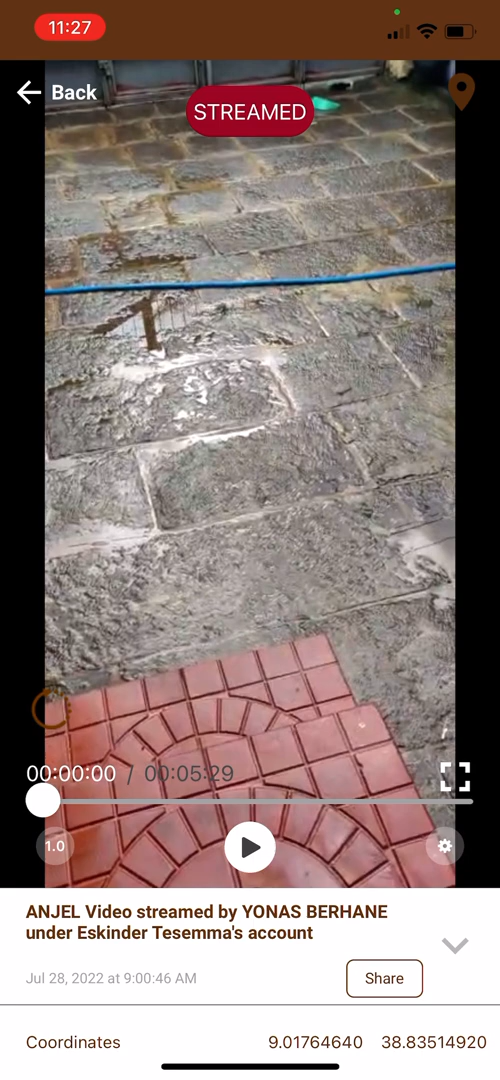 11:27
Back
STREAMED
00:00:00 / 00:05:29
1.0
ANJEL Video streamed by YONAS BERHANE
under Eskinder Tesemma's account
Jul 28, 2022 at 9:00:46 AM
Share
Coordinates 9.01764640 38.83514920